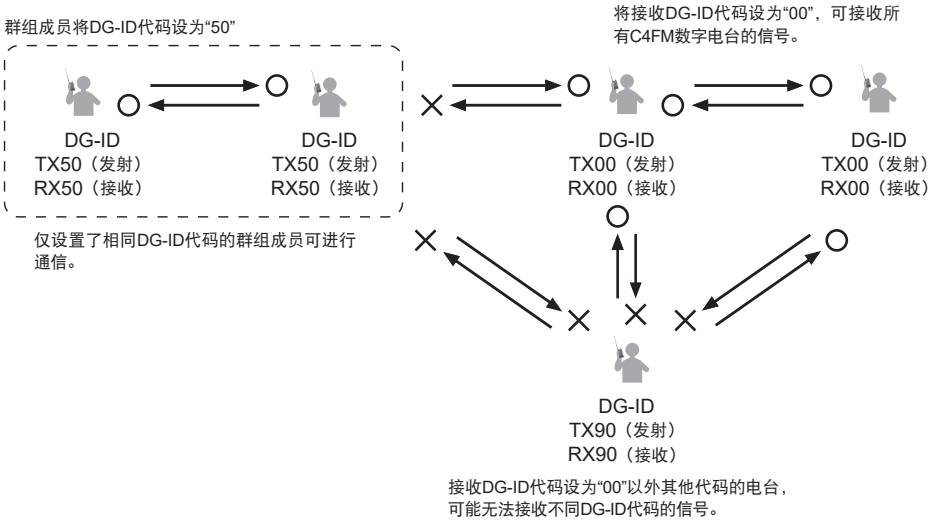 群组成员将DG-ID代码设为“50”
将接收DG-ID代码设为“00”，可接收所
有C4FM数字电台的信号。
DG-ID
TX50（发射）
RX50（接收）
DG-ID
TX50（发射）
RX50（接收）
DG-ID
TX00（发射）
RX00（接收）
DG-ID
TX00（发射）
RX00（接收）
仅设置了相同DG-ID代码的群组成员可进行
通信。
DG-ID
TX90（发射）
RX90（接收）
接收DG-ID代码设为“00”以外其他代码的电台，
可能无法接收不同DG-ID代码的信号。